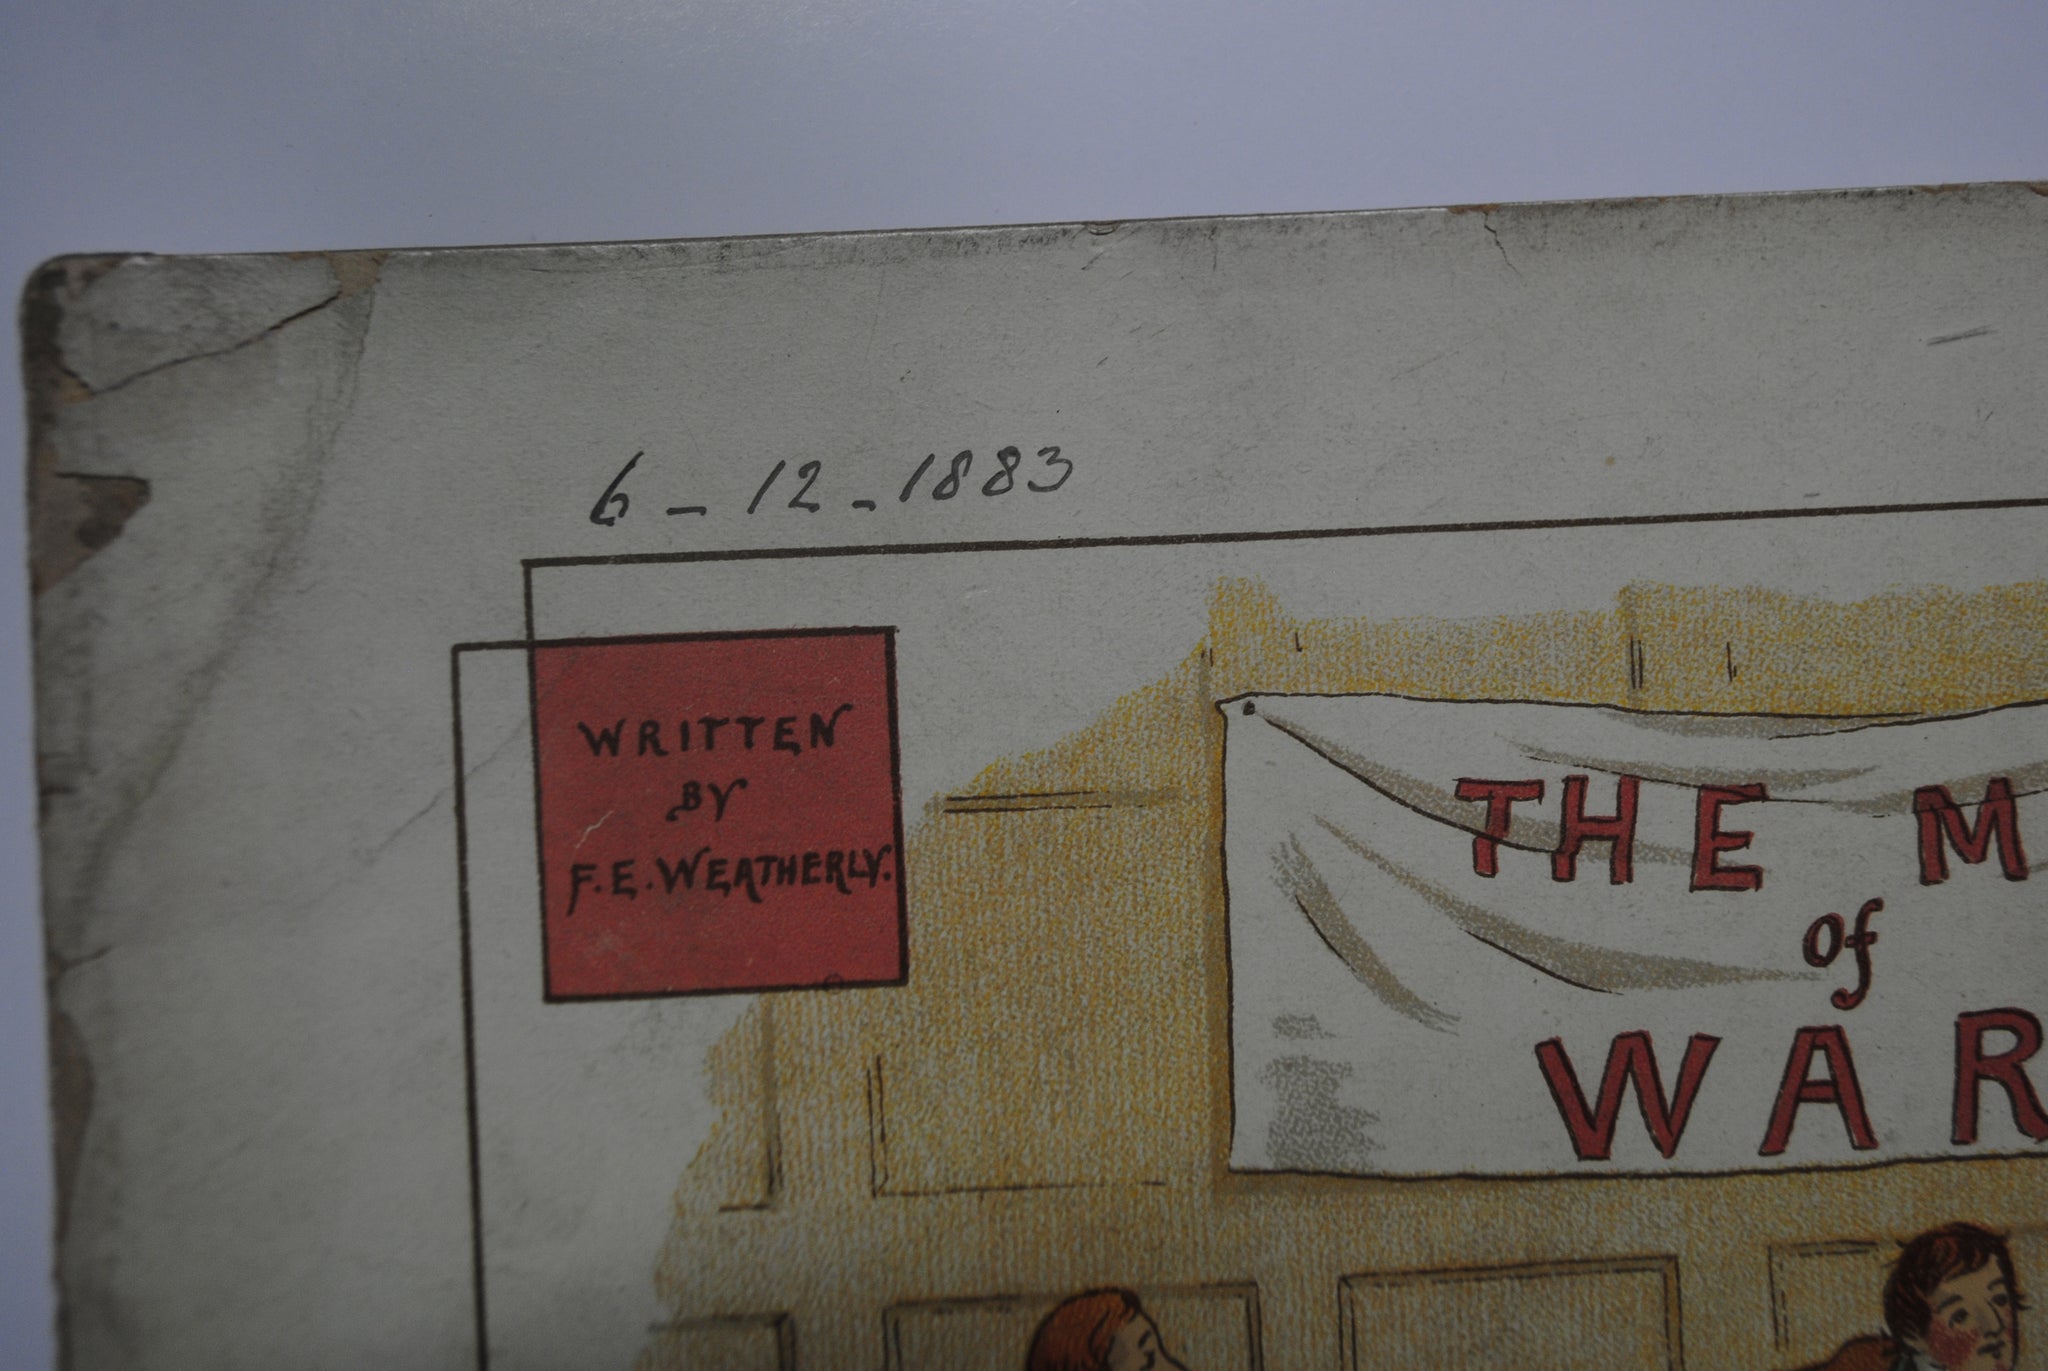 6 - 12 - 1883
WRITTEN
BY
F. E. WEATHERLY.
THE M
of
WAR